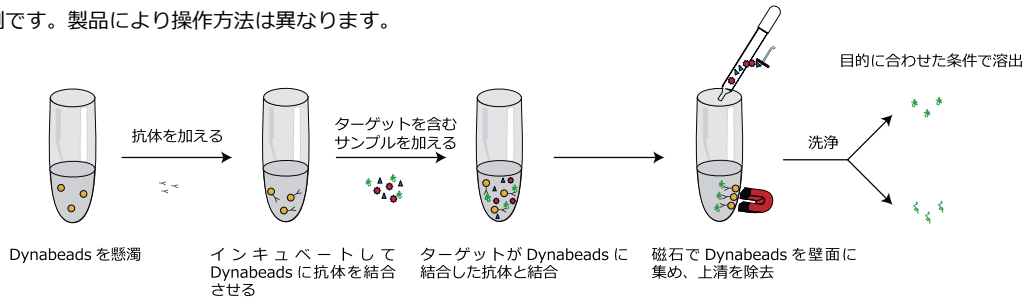 です。製品により操作方法は異なります。
目的に合わせた条件で溶出
抗体を加える
ターゲットを含む
サンプルを加える
洗浄
Dynabeads を懸濁
インキュベートして
Dynabeads に抗体を結合
させる
ターゲットが Dynabeads に
結合した抗体と結合
磁石で Dynabeads を壁面に
集め、上清を除去